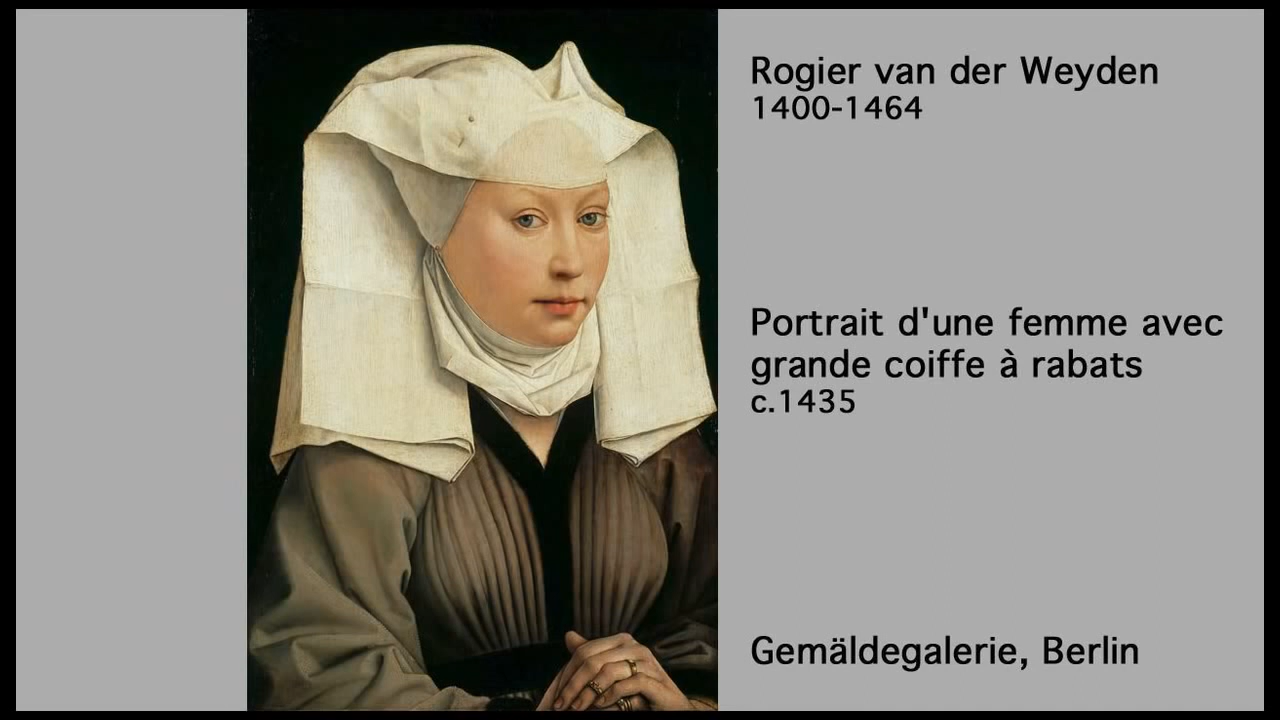 Rogier van der Weyden
1400-1464
Portrait d'une femme avec
grande coiffe à rabats
c.1435
Gemäldegalerie, Berlin